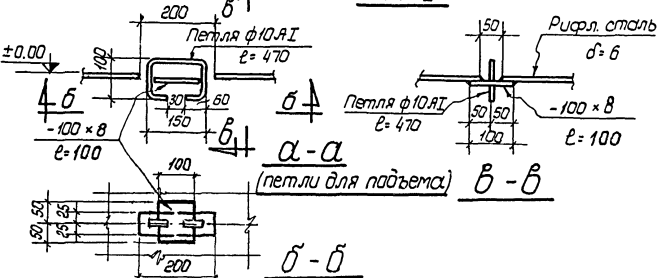 200
в
Петля ф10АI
ℓ=470
±0.00
100
б
30
60
150
б
в
-100×8
ℓ=100
а-а
(петли для подъема)
50
Рифл. сталь
δ=6
Петля ф10АI
ℓ=470
50 50
100
-100×8
ℓ=100
в-в
100
50
25
25
50
200
б-б